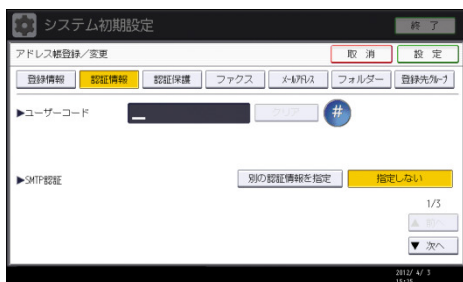 システム初期設定
終 了
アドレス帳登録／変更
取 消
設 定
登録情報
認証情報
認証保護
ファクス
メールアドレス
フォルダー
登録先グループ
▶ユーザーコード
クリア
#
▶SMTP認証
別の認証情報を指定
指定しない
1/3
▲ 前へ
▼ 次へ
2012/ 4/ 3
15:25